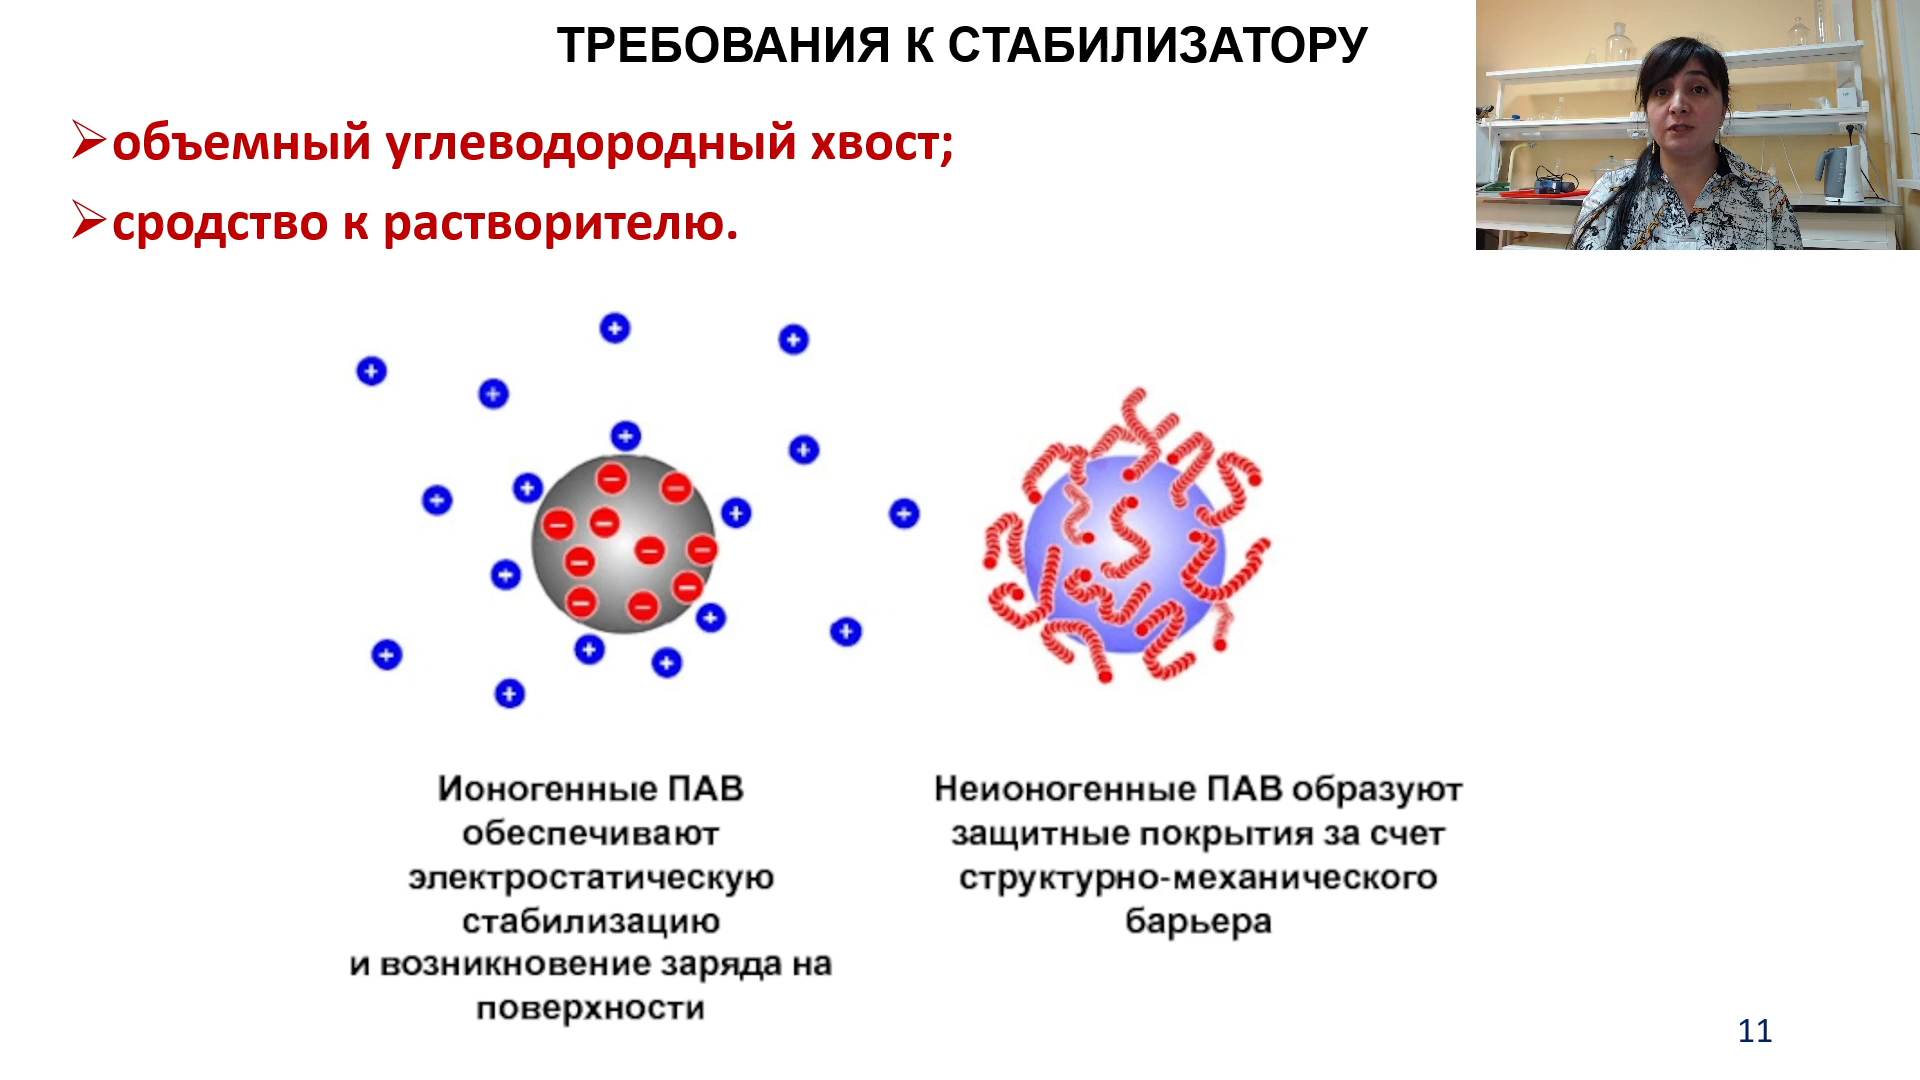 ТРЕБОВАНИЯ К СТАБИЛИЗАТОРУ
объемный углеводородный хвост;
сродство к растворителю.
Ионогенные ПАВ
обеспечивают
электростатическую
стабилизацию
и возникновение заряда на
поверхности
Неионогенные ПАВ образуют
защитные покрытия за счет
структурно-механического
барьера
11